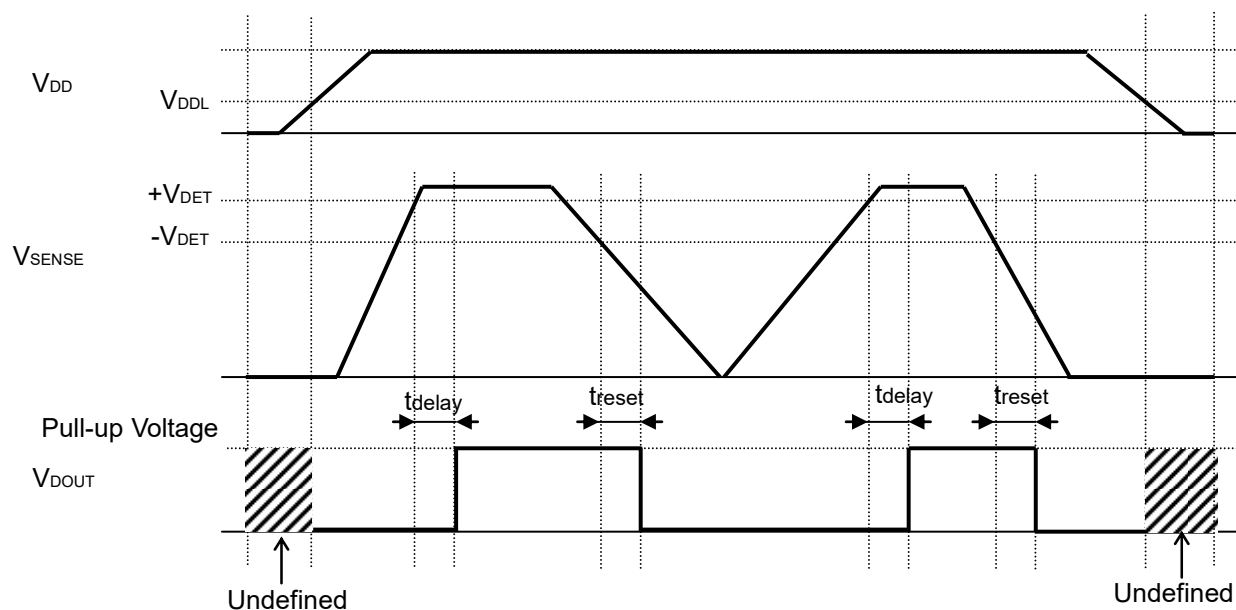 VDD
VDDL
+VDET
-VDET
VSENSE
tdelay
treset
tdelay
treset
Pull-up Voltage
VDOUT
Undefined
Undefined